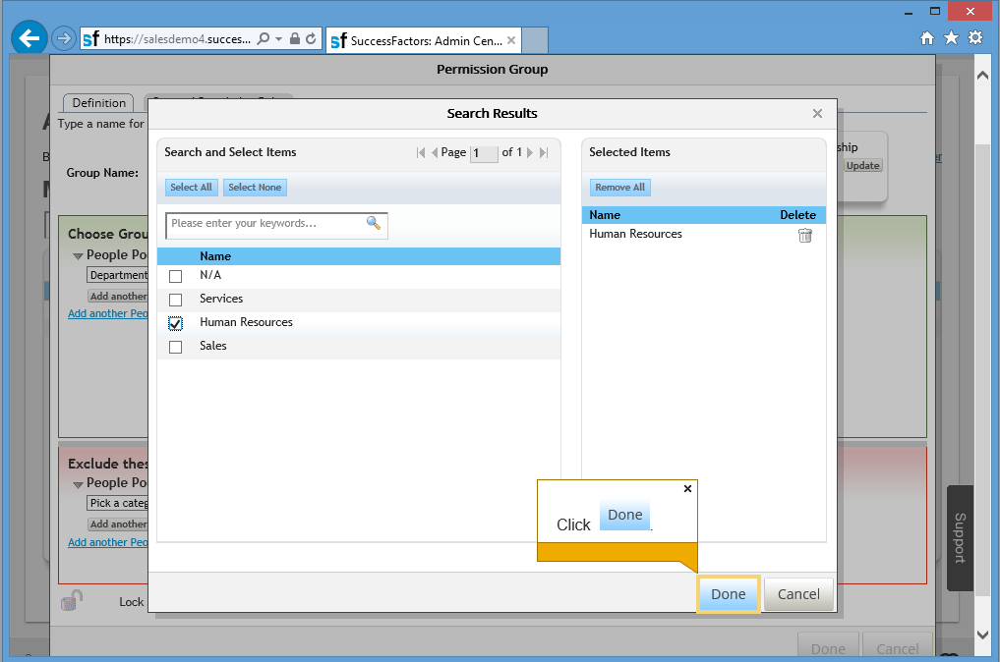 sf https://salesdemo4.succes...
sf SuccessFactors: Admin Cen...
Permission Group
Definition
Type a name for
Group Name:
Update
Choose Grou
People Po
Department
Add another
Add another Peo
Exclude thes
People Po
Pick a categ
Add another
Add another Peo
Lock
Search Results
Search and Select Items
Page 1 of 1
Select All Select None
Please enter your keywords...
Name
N/A
Services
Human Resources
Sales
Selected Items
Remove All
Name Delete
Human Resources
Click Done.
Done Cancel
Support
Done Cancel